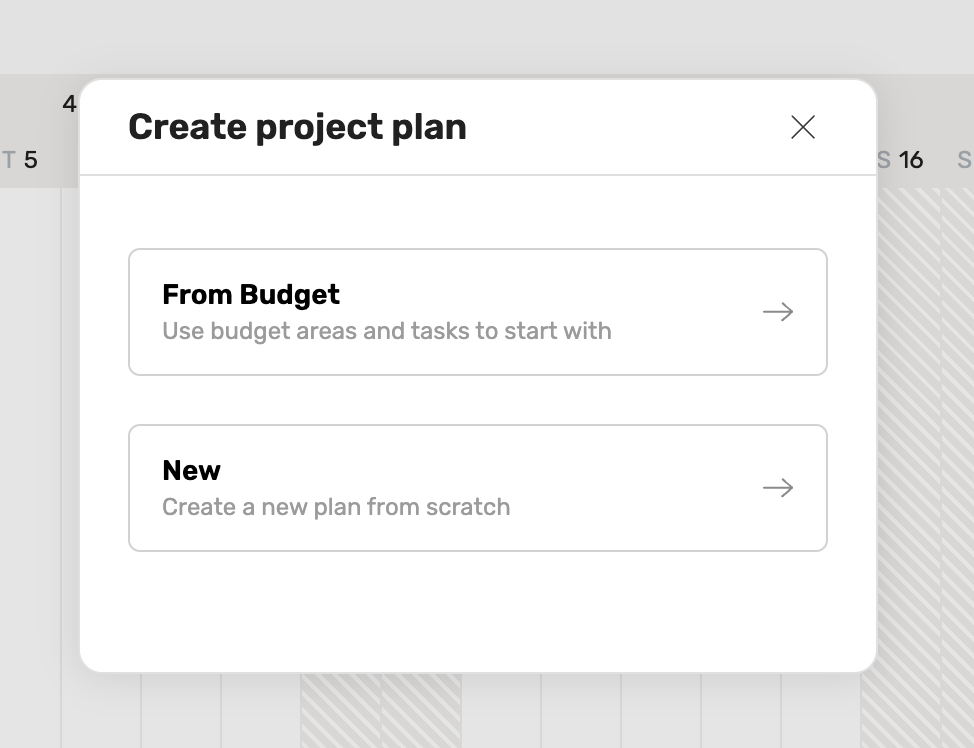 4
T 5
S 16
S
Create project plan
From Budget
Use budget areas and tasks to start with
New
Create a new plan from scratch